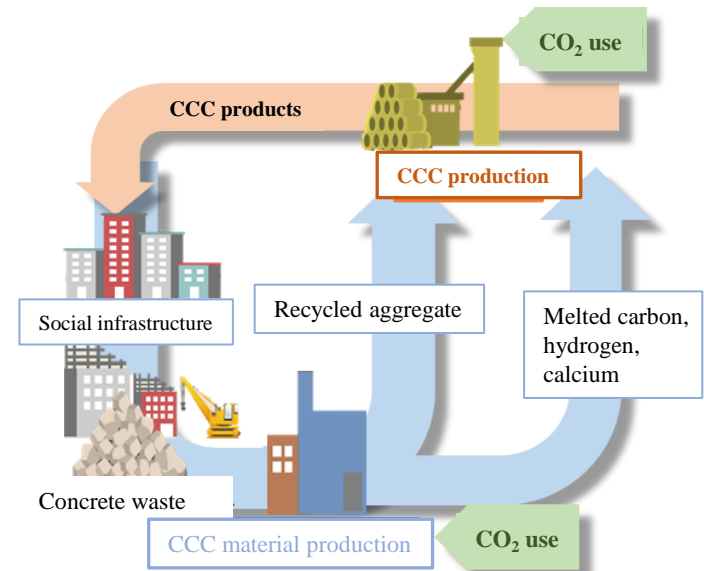 CO₂ use
CCC products
CCC production
Social infrastructure
Recycled aggregate
Melted carbon,
hydrogen,
calcium
Concrete waste
CCC material production
CO₂ use